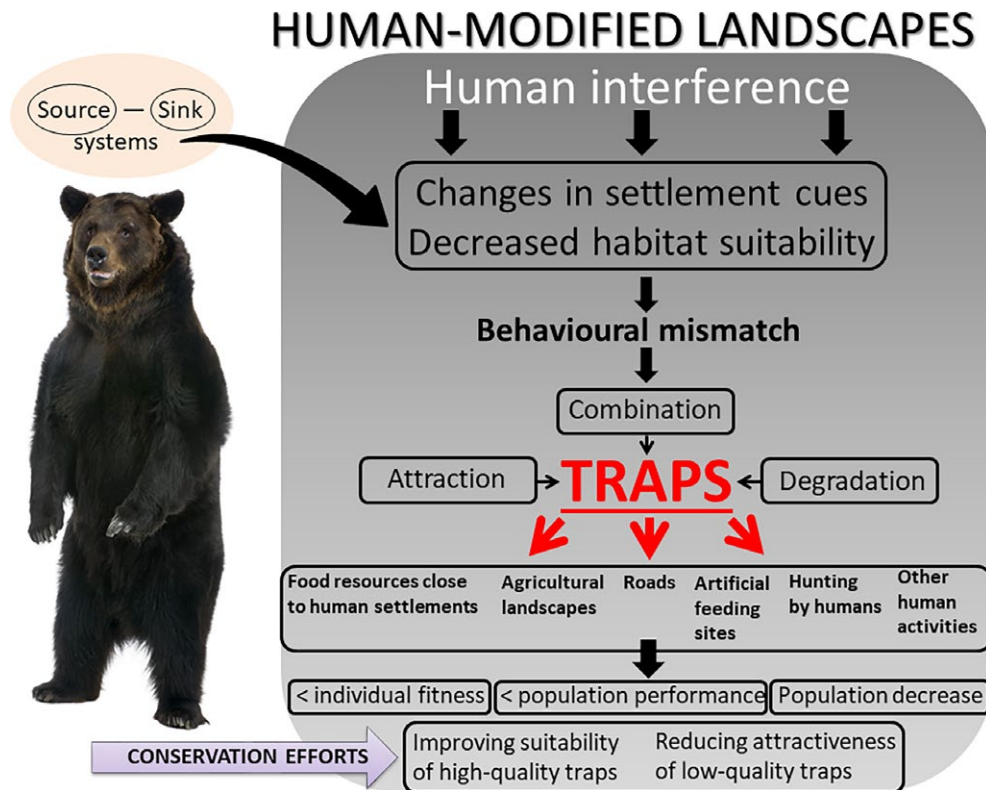 HUMAN-MODIFIED LANDSCAPES
Human interference
Source — Sink
systems
Changes in settlement cues
Decreased habitat suitability
Behavioural mismatch
Combination
Attraction
TRAPS
Degradation
Food resources close
to human settlements
Agricultural
landscapes
Roads
Artificial
feeding
sites
Hunting
by humans
Other
human
activities
< individual fitness
< population performance
Population decrease
CONSERVATION EFFORTS
Improving suitability
of high-quality traps
Reducing attractiveness
of low-quality traps